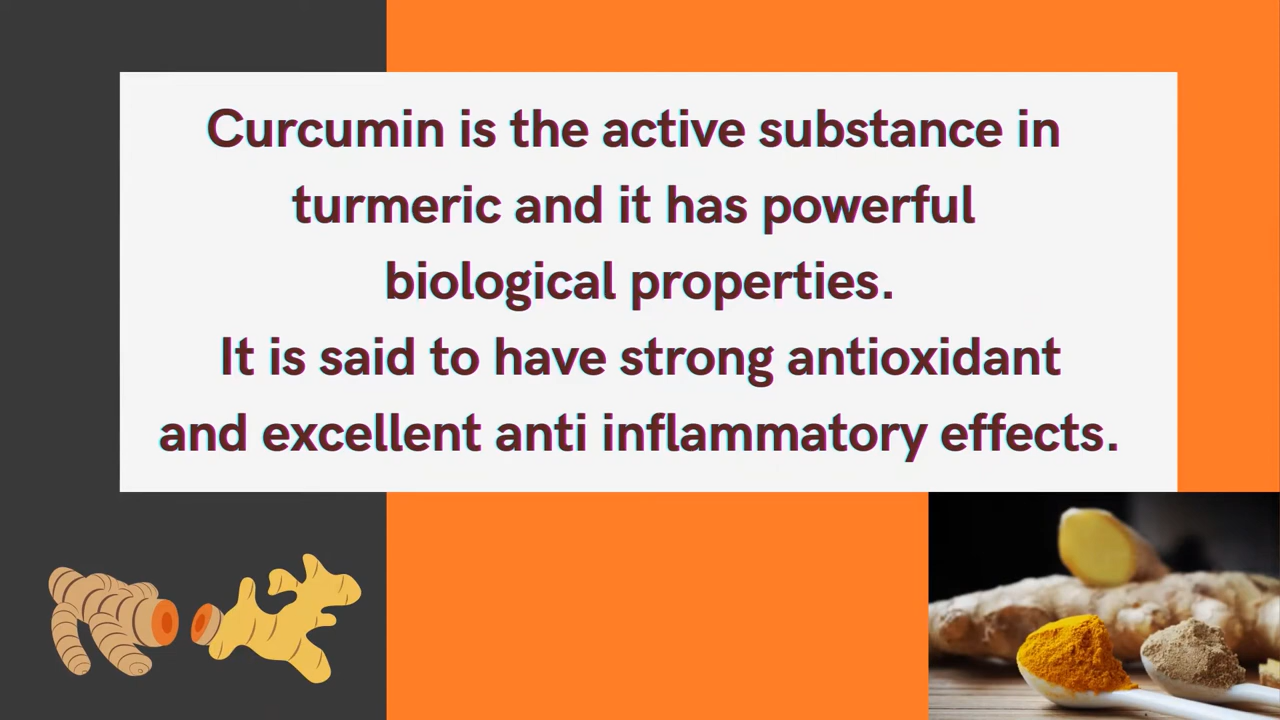 Curcumin is the active substance in
turmeric and it has powerful
biological properties.
It is said to have strong antioxidant
and excellent anti inflammatory effects.